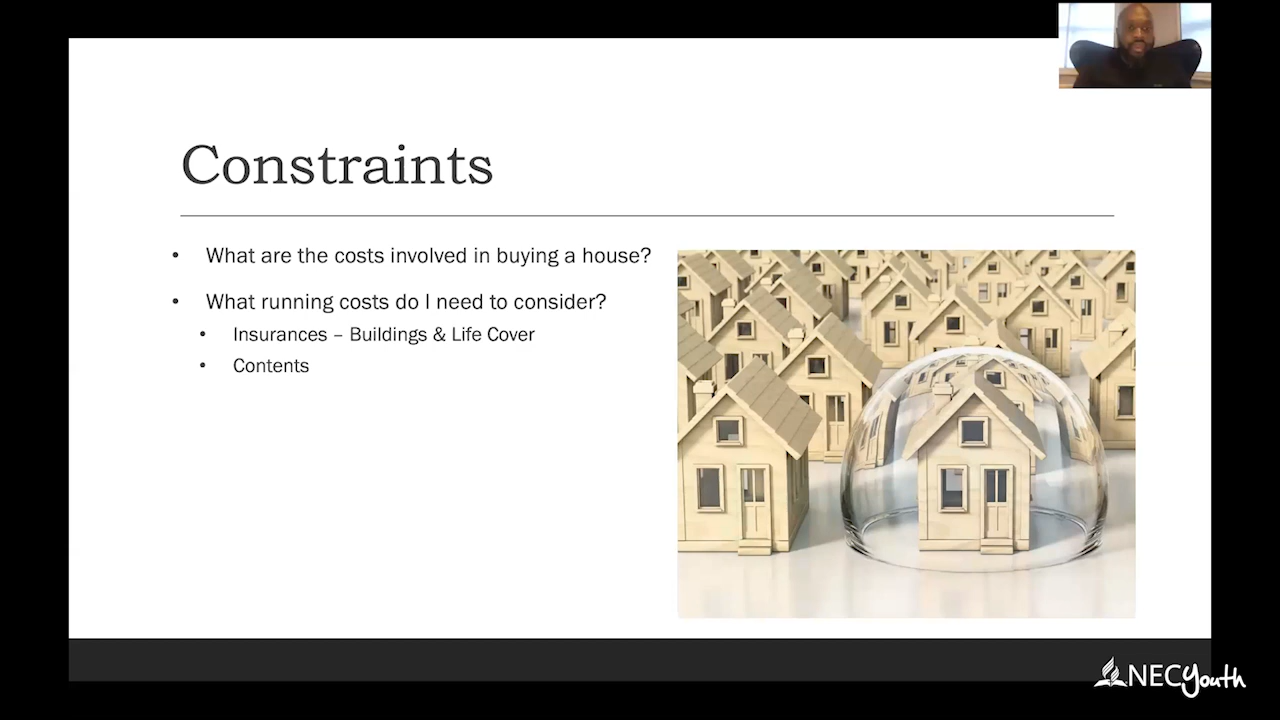 Constraints
• What are the costs involved in buying a house?
• What running costs do I need to consider?
• Insurances – Buildings & Life Cover
• Contents
NECYouth